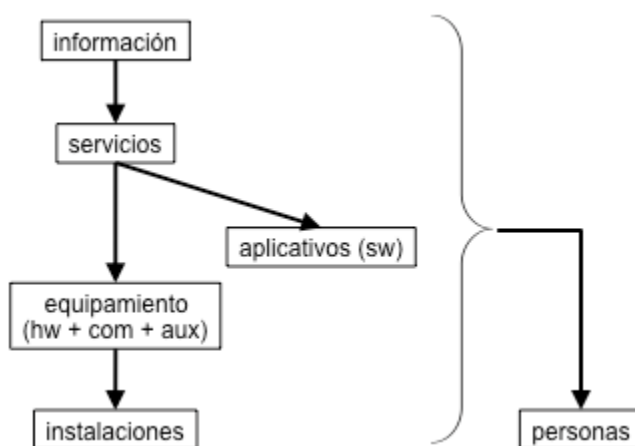 información
servicios
aplicativos (sw)
equipamiento
(hw + com + aux)
instalaciones
personas